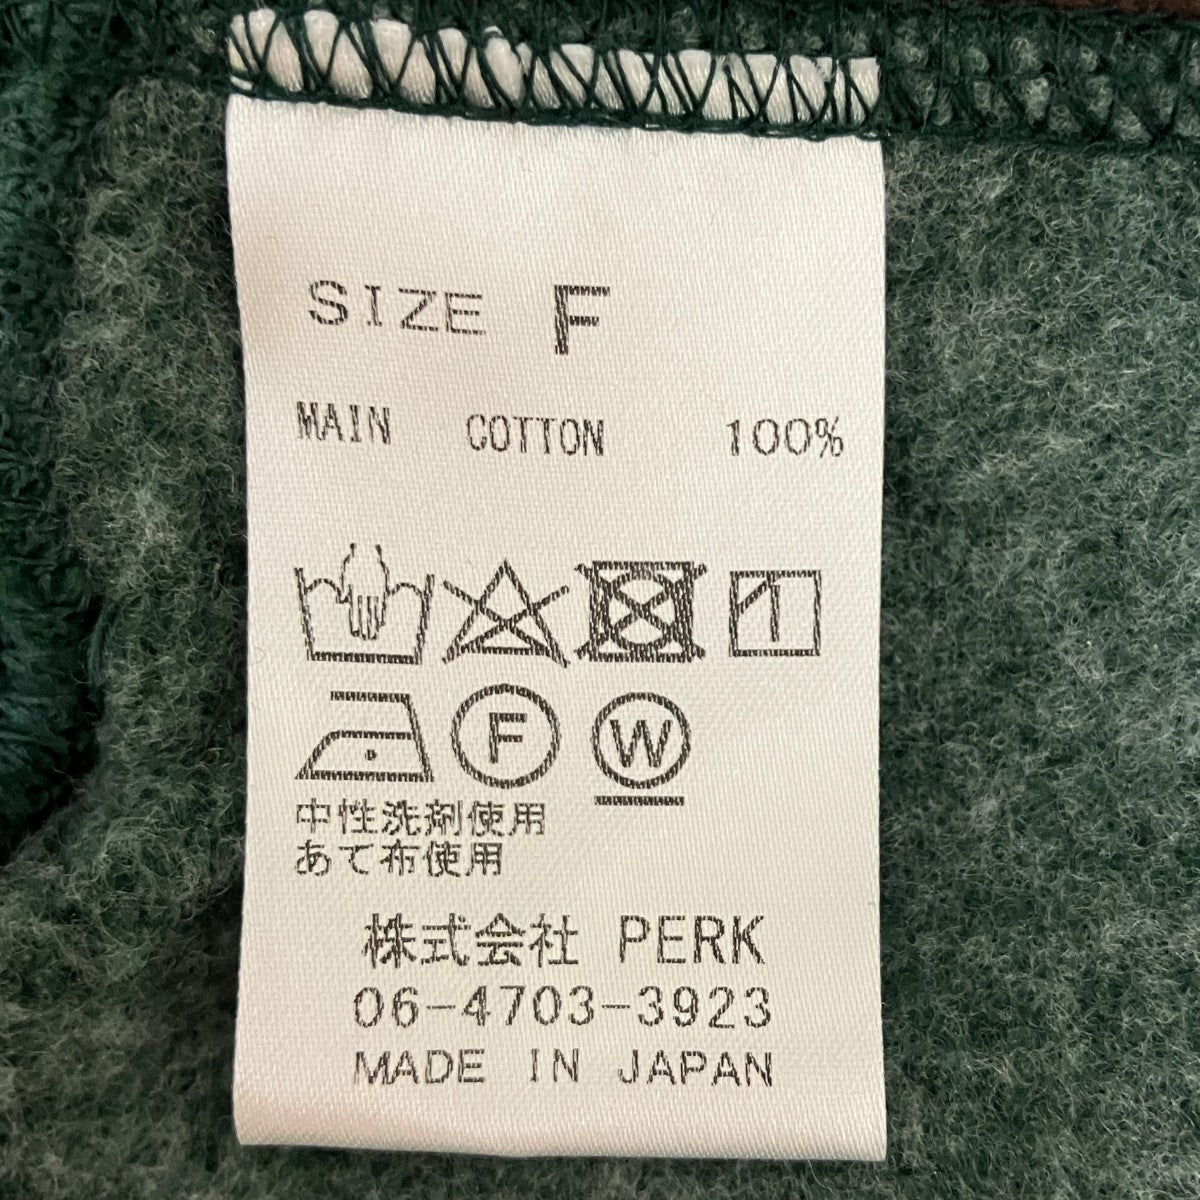 SIZE F
MAIN COTTON 100%
F W
中性洗剤使用
あて布使用
株式会社 PERK
06-4703-3923
MADE IN JAPAN